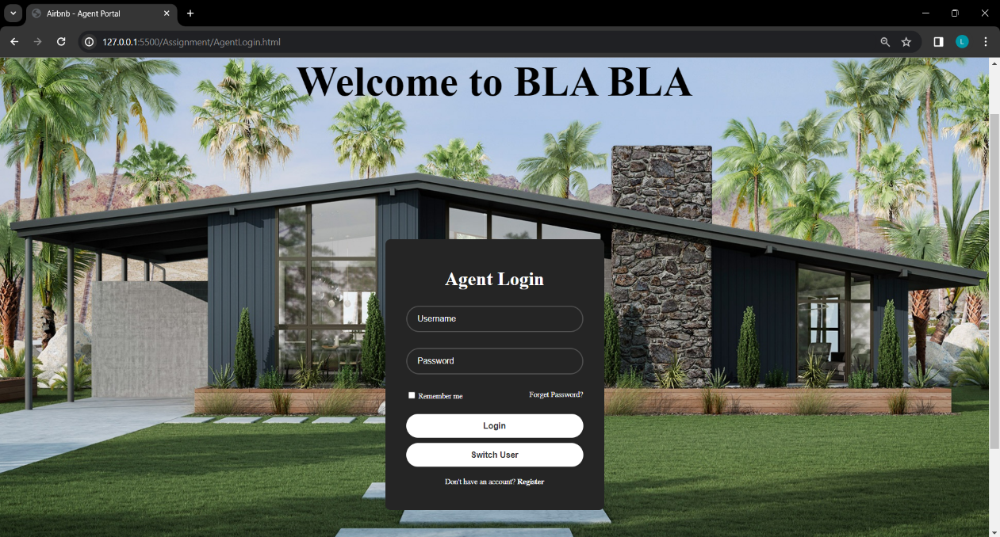 Airbnb - Agent Portal
127.0.0.1:5500/Assignment/AgentLogin.html
L
Welcome to BLA BLA
Agent Login
Username
Password
Remember me
Forget Password?
Login
Switch User
Don't have an account? Register